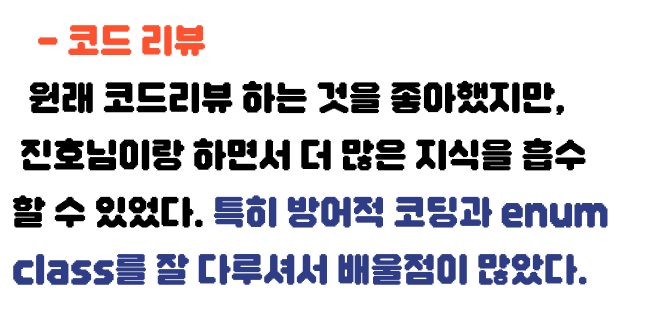 - 코드 리뷰
원래 코드리뷰 하는 것을 좋아했지만,
진호님이랑 하면서 더 많은 지식을 흡수
할 수 있었다. 특히 방어적 코딩과 enum
class를 잘 다루셔서 배울점이 많았다.